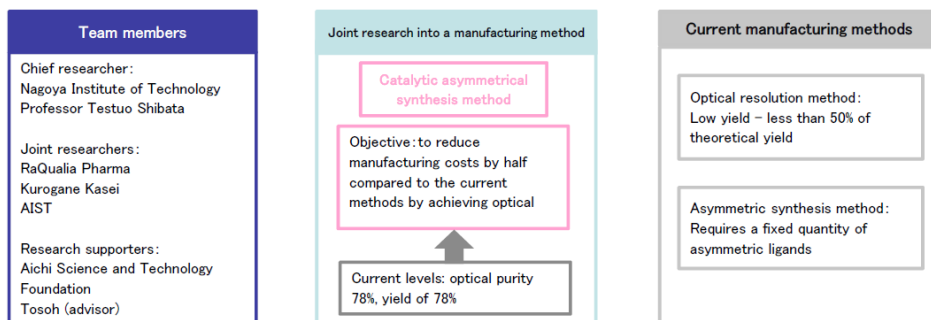 Team members
Chief researcher:
Nagoya Institute of Technology
Professor Testuo Shibata
Joint researchers:
RaQualia Pharma
Kurogane Kasei
AIST
Research supporters:
Aichi Science and Technology
Foundation
Tosoh (advisor)
Joint research into a manufacturing method
Catalytic asymmetrical
synthesis method
Objective: to reduce
manufacturing costs by half
compared to the current
methods by achieving optical
Current levels: optical purity
78%, yield of 78%
Current manufacturing methods
Optical resolution method:
Low yield – less than 50% of
theoretical yield
Asymmetric synthesis method:
Requires a fixed quantity of
asymmetric ligands